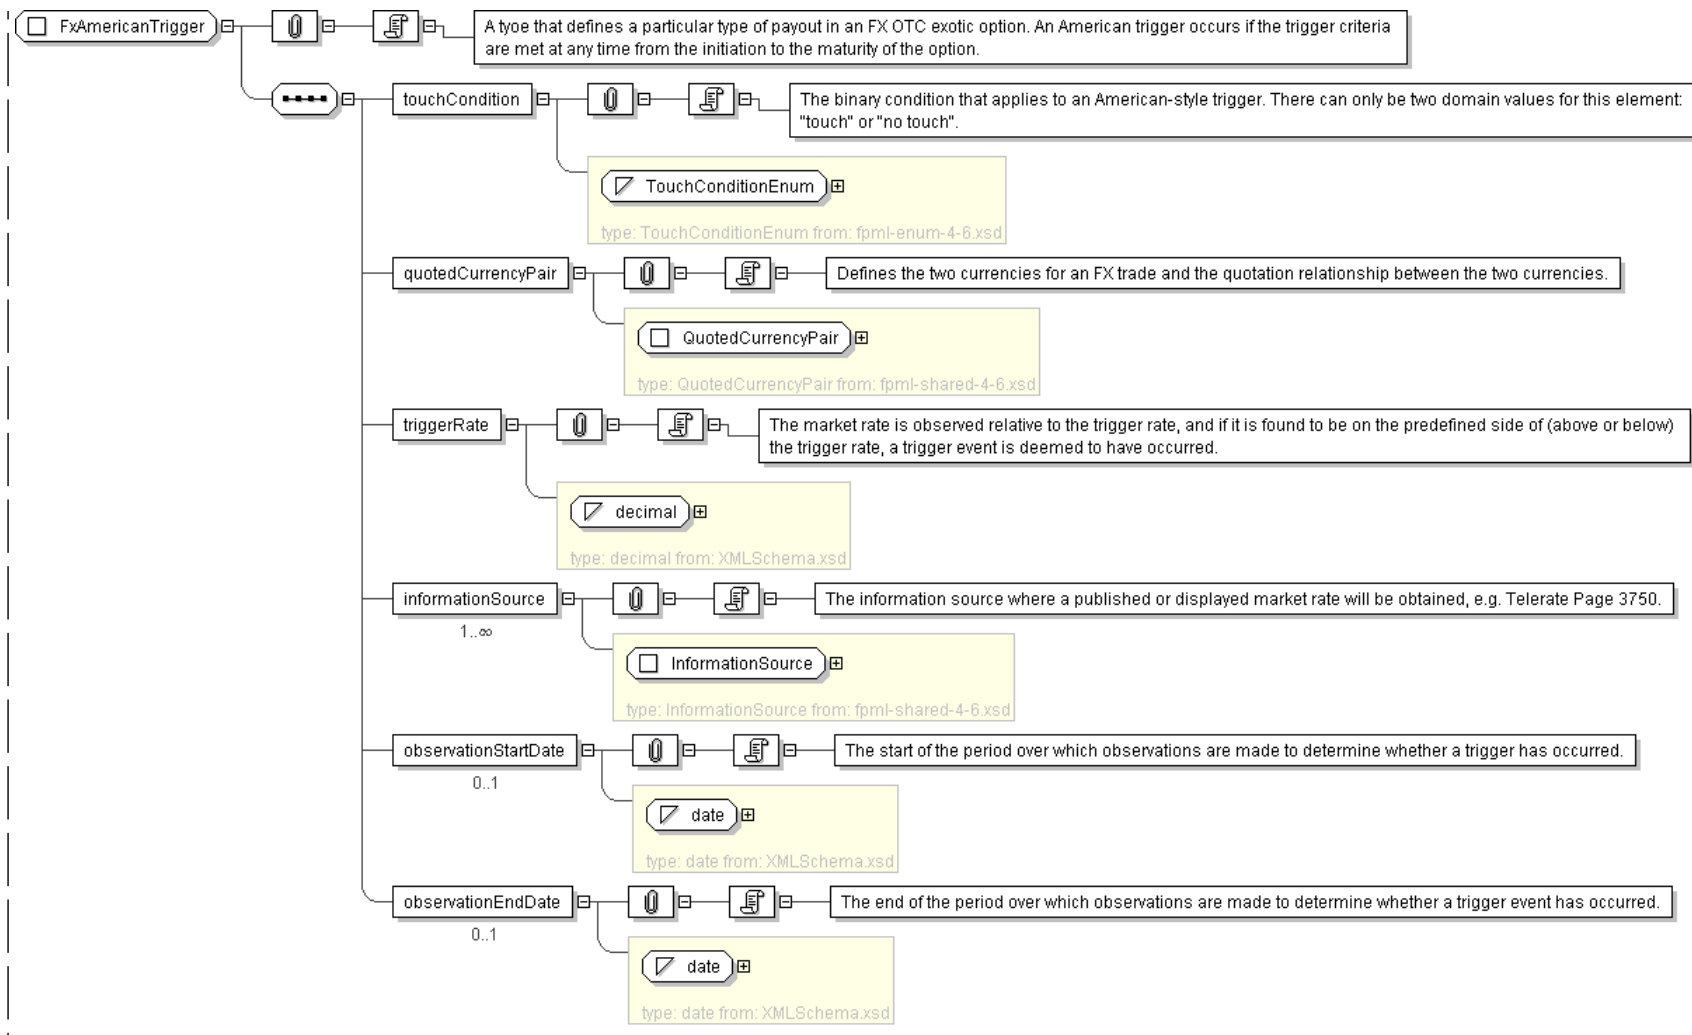 FxAmericanTrigger
A tyoe that defines a particular type of payout in an FX OTC exotic option. An American trigger occurs if the trigger criteria
are met at any time from the initiation to the maturity of the option.
touchCondition
The binary condition that applies to an American-style trigger. There can only be two domain values for this element:
"touch" or "no touch".
TouchConditionEnum
type: TouchConditionEnum from: fpml-enum-4-6.xsd
quotedCurrencyPair
Defines the two currencies for an FX trade and the quotation relationship between the two currencies.
QuotedCurrencyPair
type: QuotedCurrencyPair from: fpml-shared-4-6.xsd
triggerRate
The market rate is observed relative to the trigger rate, and if it is found to be on the predefined side of (above or below)
the trigger rate, a trigger event is deemed to have occurred.
decimal
type: decimal from: XMLSchema.xsd
informationSource
The information source where a published or displayed market rate will be obtained, e.g. Telerate Page 3750.
1..∞
InformationSource
type: InformationSource from: fpml-shared-4-6.xsd
observationStartDate
The start of the period over which observations are made to determine whether a trigger has occurred.
0..1
date
type: date from: XMLSchema.xsd
observationEndDate
The end of the period over which observations are made to determine whether a trigger event has occurred.
0..1
date
type: date from: XMLSchema.xsd